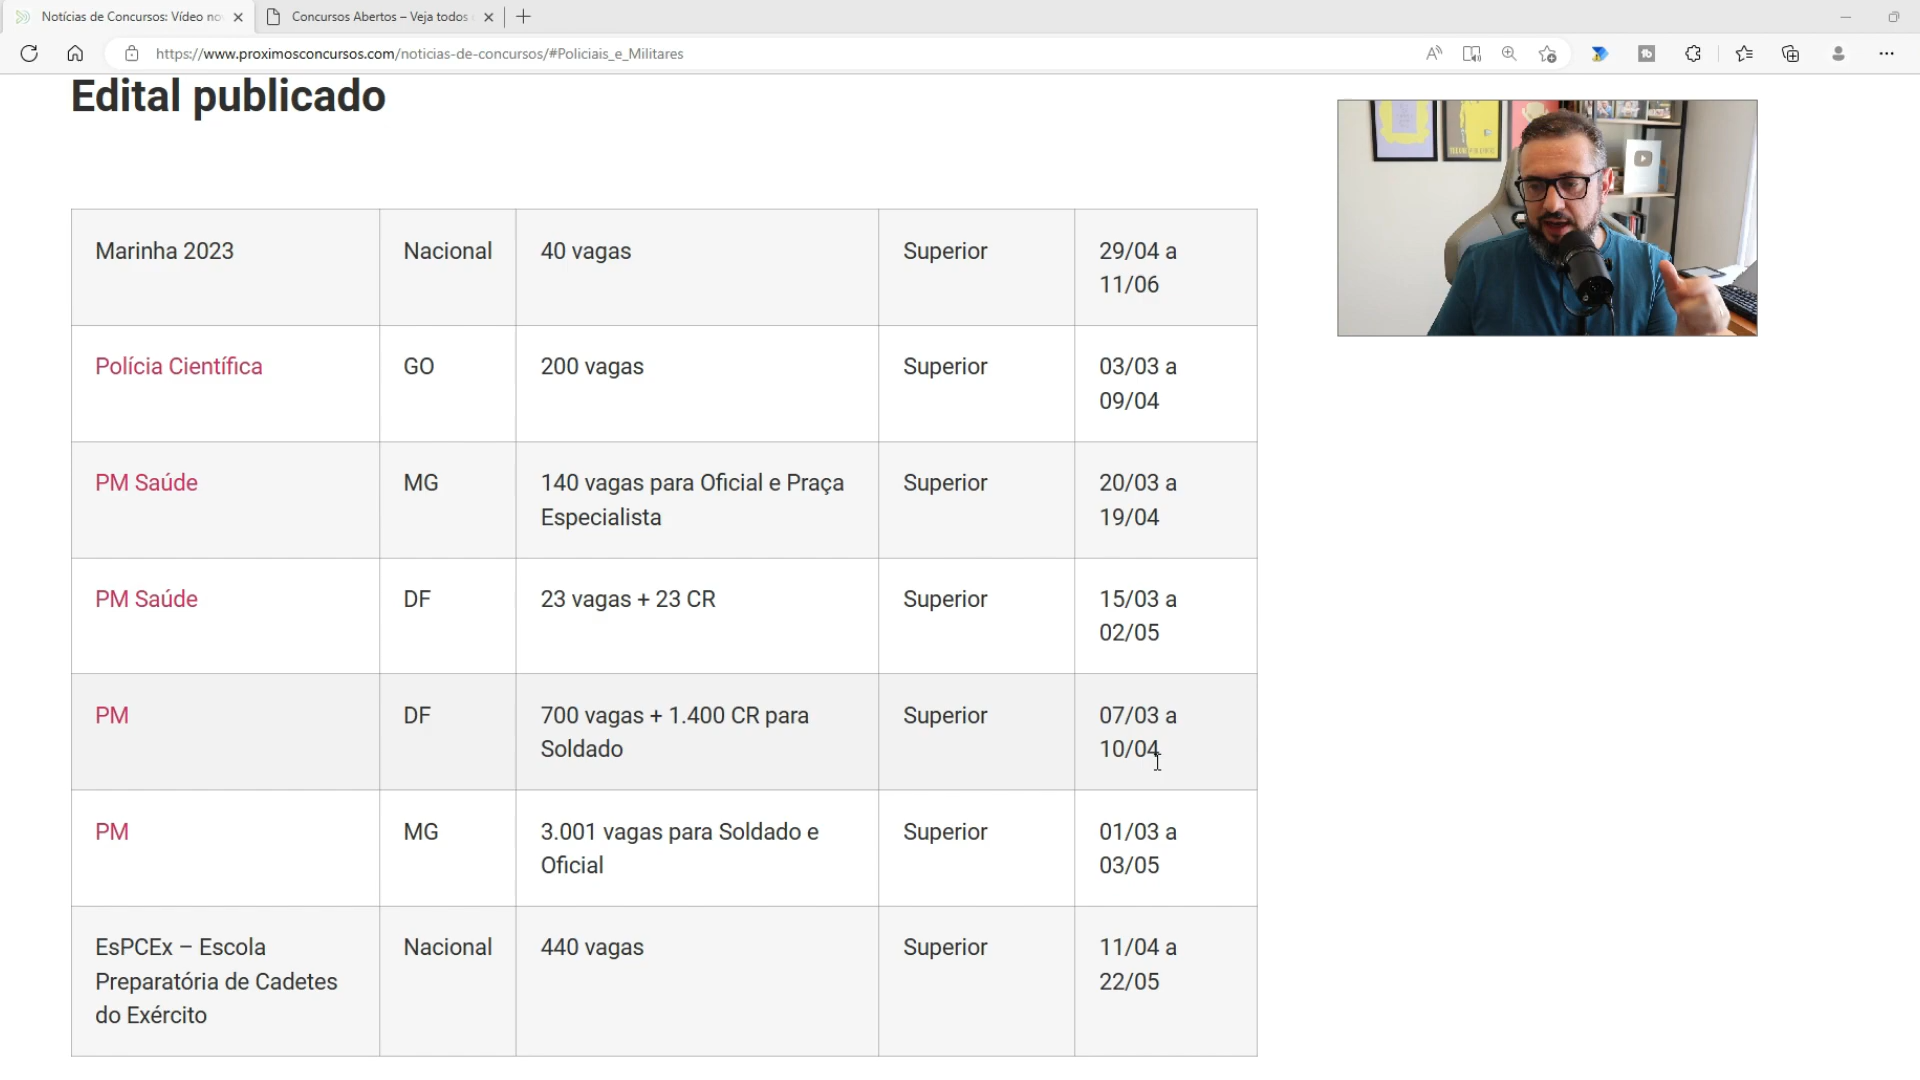 Notícias de Concursos: Vídeo no
Concursos Abertos – Veja todos
https://www.proximosconcursos.com/noticias-de-concursos/#Policiais_e_Militares
Edital publicado
Marinha 2023
Nacional
40 vagas
Superior
29/04 a
11/06
Polícia Científica
GO
200 vagas
Superior
03/03 a
09/04
PM Saúde
MG
140 vagas para Oficial e Praça
Especialista
Superior
20/03 a
19/04
PM Saúde
DF
23 vagas + 23 CR
Superior
15/03 a
02/05
PM
DF
700 vagas + 1.400 CR para
Soldado
Superior
07/03 a
10/04
PM
MG
3.001 vagas para Soldado e
Oficial
Superior
01/03 a
03/05
EsPCEx – Escola
Preparatória de Cadetes
do Exército
Nacional
440 vagas
Superior
11/04 a
22/05